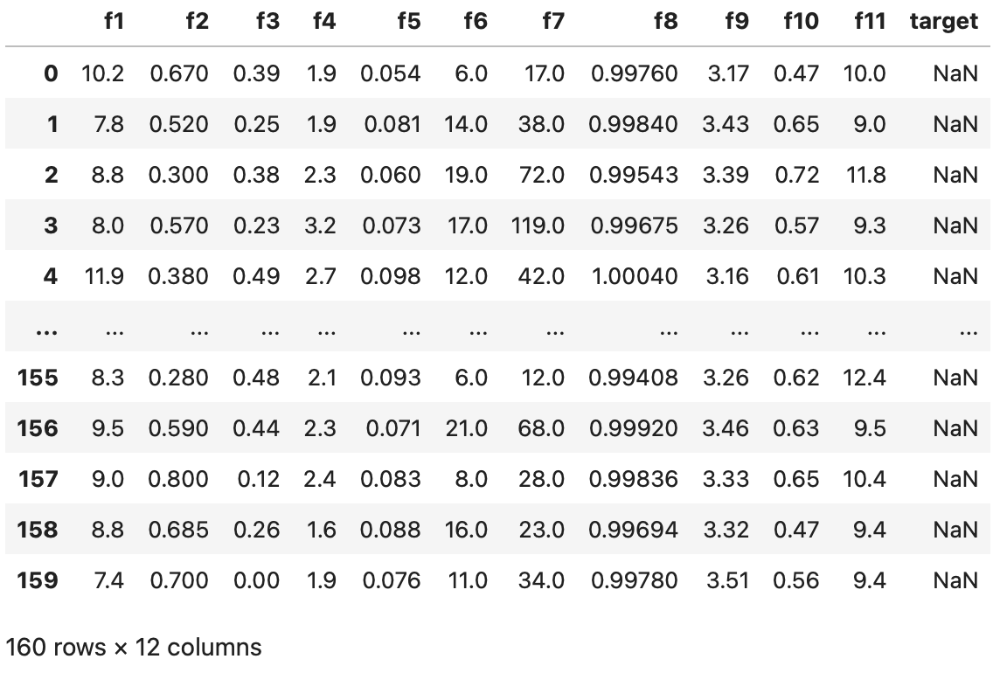 f1 f2 f3 f4 f5 f6 f7 f8 f9 f10 f11 target
0 10.2 0.670 0.39 1.9 0.054 6.0 17.0 0.99760 3.17 0.47 10.0 NaN
1 7.8 0.520 0.25 1.9 0.081 14.0 38.0 0.99840 3.43 0.65 9.0 NaN
2 8.8 0.300 0.38 2.3 0.060 19.0 72.0 0.99543 3.39 0.72 11.8 NaN
3 8.0 0.570 0.23 3.2 0.073 17.0 119.0 0.99675 3.26 0.57 9.3 NaN
4 11.9 0.380 0.49 2.7 0.098 12.0 42.0 1.00040 3.16 0.61 10.3 NaN
... ... ... ... ... ... ... ... ... ... ... ... ...
155 8.3 0.280 0.48 2.1 0.093 6.0 12.0 0.99408 3.26 0.62 12.4 NaN
156 9.5 0.590 0.44 2.3 0.071 21.0 68.0 0.99920 3.46 0.63 9.5 NaN
157 9.0 0.800 0.12 2.4 0.083 8.0 28.0 0.99836 3.33 0.65 10.4 NaN
158 8.8 0.685 0.26 1.6 0.088 16.0 23.0 0.99694 3.32 0.47 9.4 NaN
159 7.4 0.700 0.00 1.9 0.076 11.0 34.0 0.99780 3.51 0.56 9.4 NaN
160 rows × 12 columns